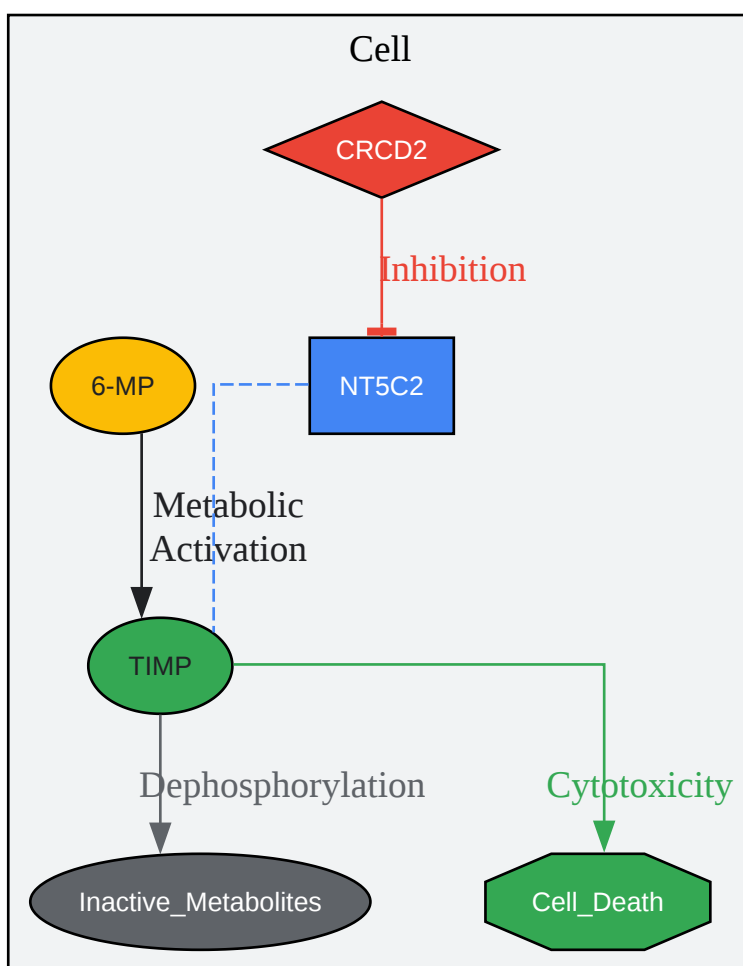 Cell
CRCD2
Inhibition
6-MP
NT5C2
Metabolic
Activation
TIMP
Dephosphorylation
Cytotoxicity
Inactive_Metabolites
Cell_Death